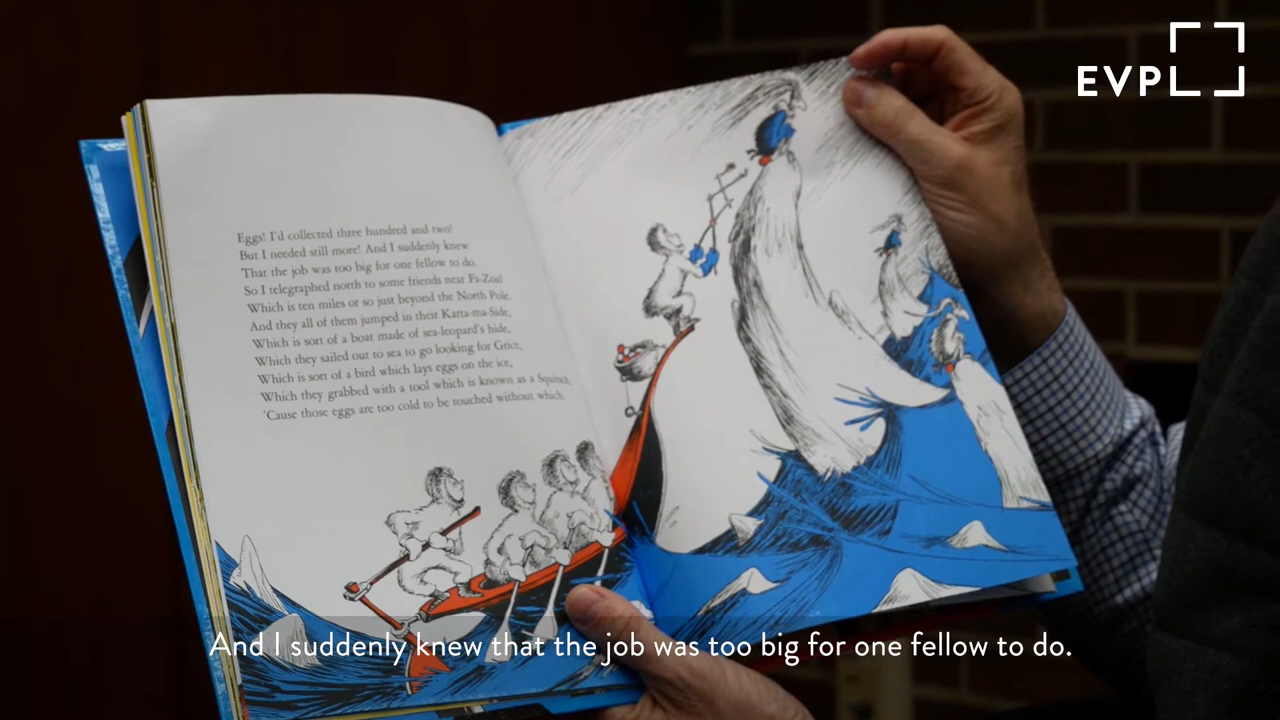 EVPL
Eggs! I'd collected three hundred and two!
But I needed still more! And I suddenly knew
That the job was too big for one fellow to do.
So I telegraphed north to some friends near Fa-Zoal
Which is ten miles or so just beyond the North Pole.
And they all of them jumped in their Katta-ma-Side,
Which is sort of a boat made of sea-leopard's hide,
Which they sailed out to sea to go looking for Grice,
Which is sort of a bird which lays eggs on the ice,
Which they grabbed with a tool which is known as a Squitsch,
'Cause those eggs are too cold to be touched without which.
And I suddenly knew that the job was too big for one fellow to do.